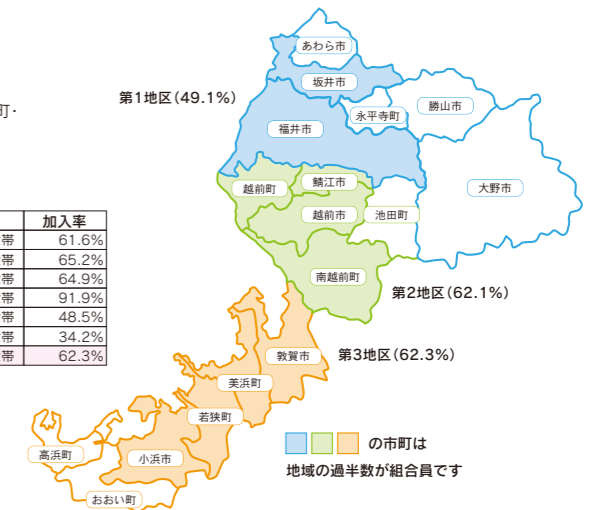 町・
加入率
帯 61.6%
帯 65.2%
帯 64.9%
帯 91.9%
帯 48.5%
帯 34.2%
帯 62.3%
あわら市
坂井市
第1地区(49.1%)
永平寺町
勝山市
福井市
大野市
越前町
鯖江市
越前市
池田町
南越前町
第2地区(62.1%)
敦賀市
第3地区(62.3%)
美浜町
若狭町
高浜町
小浜市
おおい町
の市町は
地域の過半数が組合員です